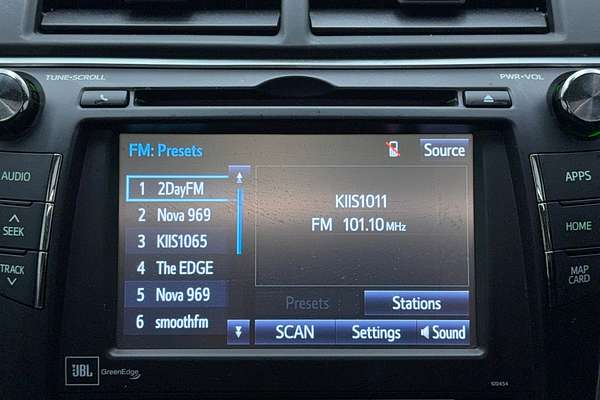 TUNE·SCROLL
PWR·VOL
AUDIO
SEEK
TRACK
APPS
HOME
MAP
CARD
FM: Presets
Source
1 2DayFM
2 Nova 969
3 KIIS1065
4 The EDGE
5 Nova 969
6 smoothfm
KIIS1011
FM 101.10 MHz
Presets
Stations
SCAN
Settings
Sound
JBL GreenEdge
100454